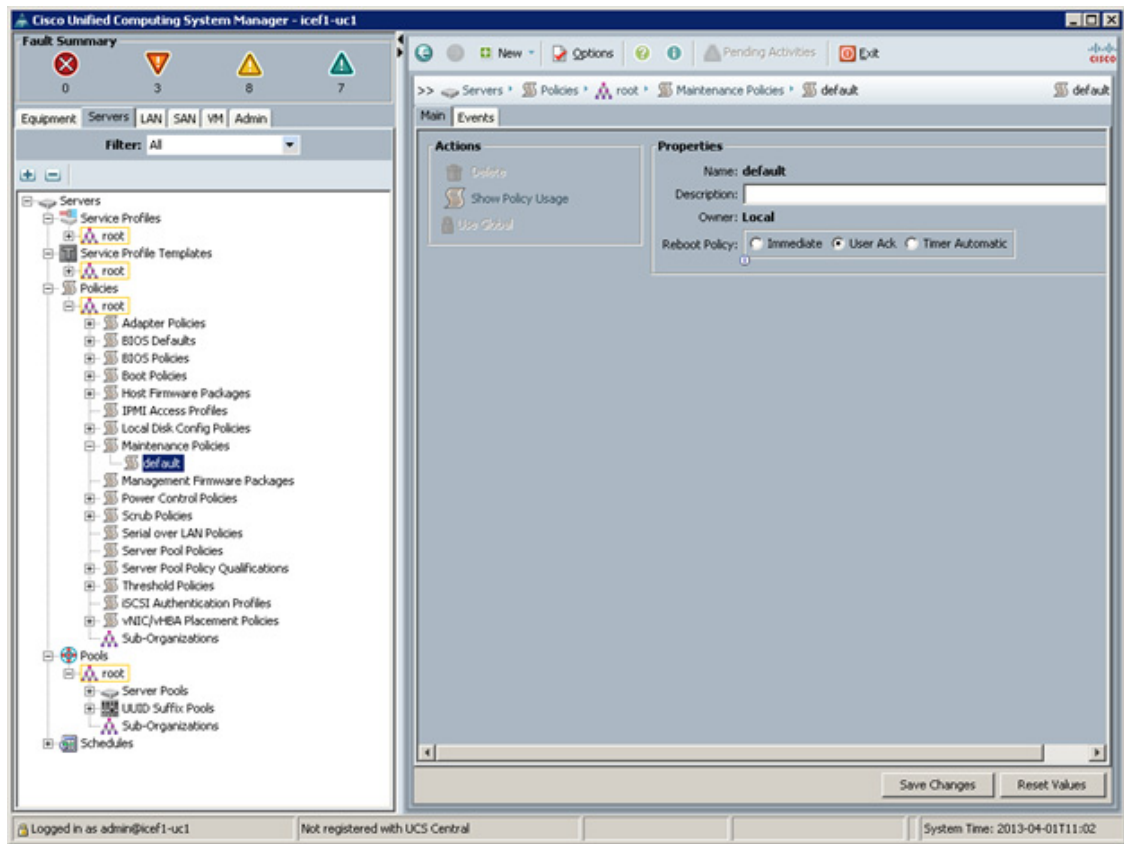 Cisco Unified Computing System Manager - icef1-uc1
Fault Summary
0 3 8 7
New Options Pending Activities Exit
CISCO
>> Servers Policies root Maintenance Policies default default
Equipment Servers LAN SAN VM Admin
Filter: All
Main Events
Servers
Service Profiles
root
Service Profile Templates
root
Policies
root
Adapter Policies
BIOS Defaults
BIOS Policies
Boot Policies
Host Firmware Packages
IPMI Access Profiles
Local Disk Config Policies
Maintenance Policies
default
Management Firmware Packages
Power Control Policies
Scrub Policies
Serial over LAN Policies
Server Pool Policies
Server Pool Policy Qualifications
Threshold Policies
iSCSI Authentication Profiles
vNIC/vHBA Placement Policies
Sub-Organizations
Pools
root
Server Pools
UUID Suffix Pools
Sub-Organizations
Schedules
Actions
Delete
Show Policy Usage
Use Global
Properties
Name: default
Description:
Owner: Local
Reboot Policy: Immediate User Ack Timer Automatic
Save Changes Reset Values
Logged in as admin@icef1-uc1 Not registered with UCS Central System Time: 2013-04-01T11:02